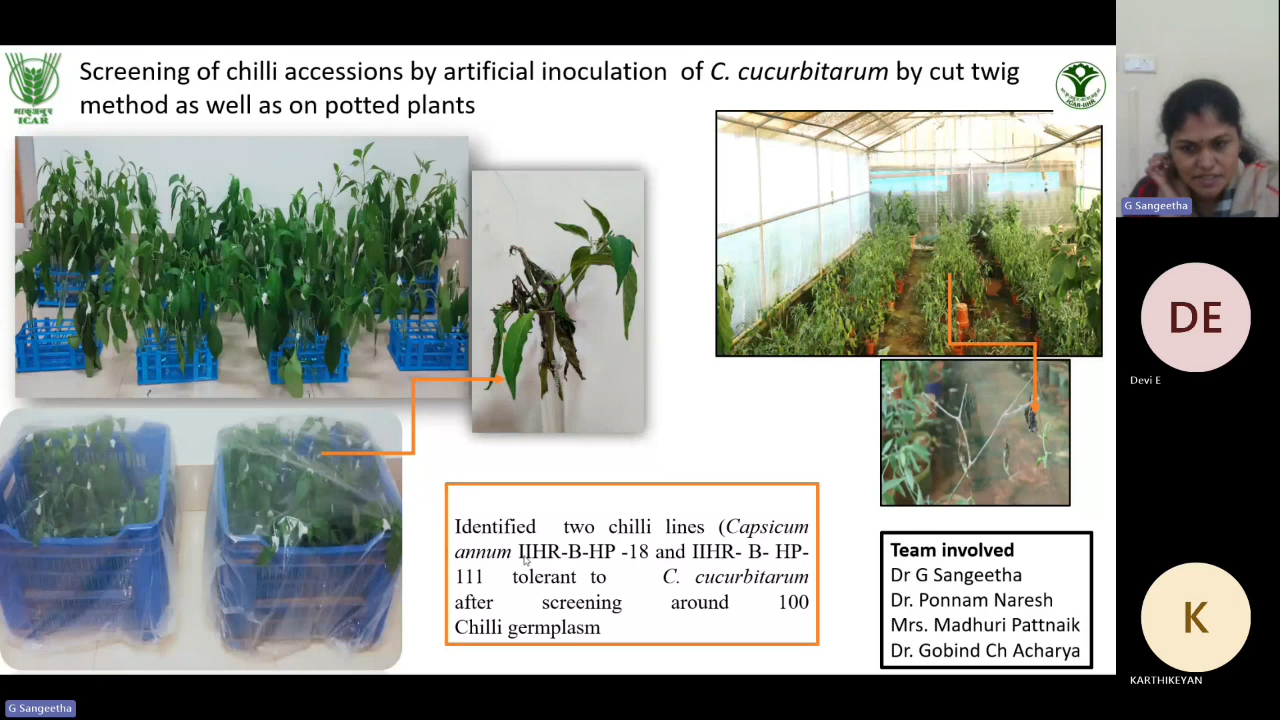 Screening of chilli accessions by artificial inoculation of C. cucurbitarum by cut twig
method as well as on potted plants
ICAR
ICAR-IIHR
G Sangeetha
DE
Devi E
Identified two chilli lines (Capsicum
annum IIHR-B-HP -18 and IIHR- B- HP-
111 tolerant to C. cucurbitarum
after screening around 100
Chilli germplasm
Team involved
Dr G Sangeetha
Dr. Ponnam Naresh
Mrs. Madhuri Pattnaik
Dr. Gobind Ch Acharya
K
KARTHIKEYAN
G Sangeetha